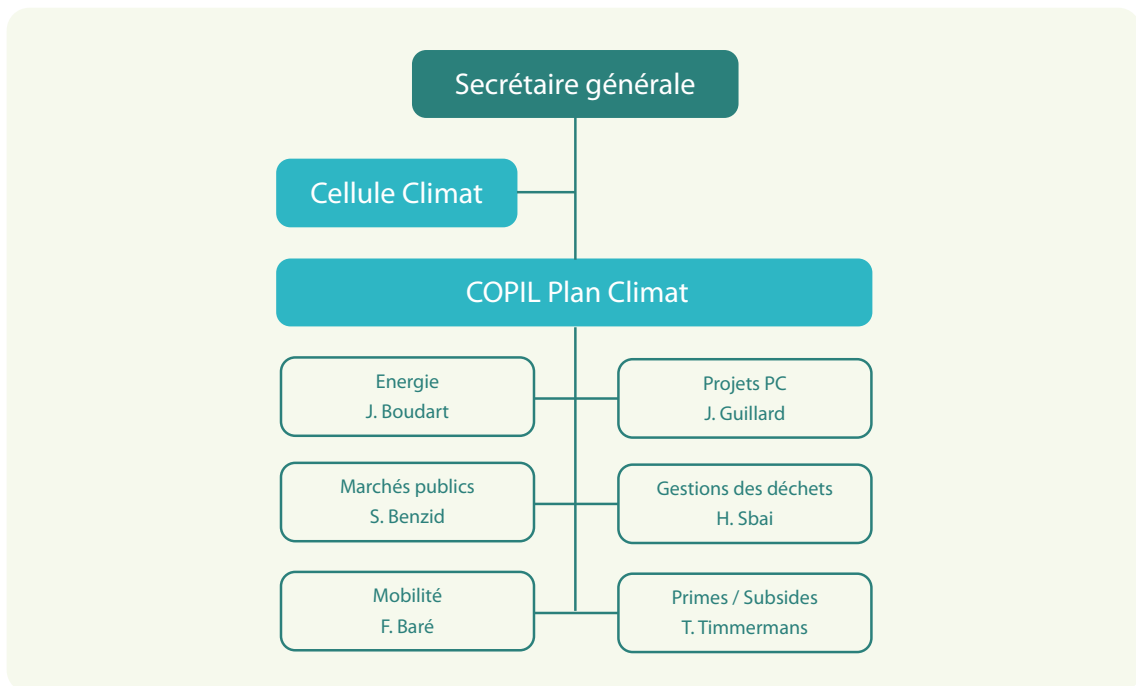 Secrétaire générale
Cellule Climat
COPIL Plan Climat
Energie
J. Boudart
Projets PC
J. Guillard
Marchés publics
S. Benzid
Gestions des déchets
H. Sbai
Mobilité
F. Baré
Primes / Subsides
T. Timmermans